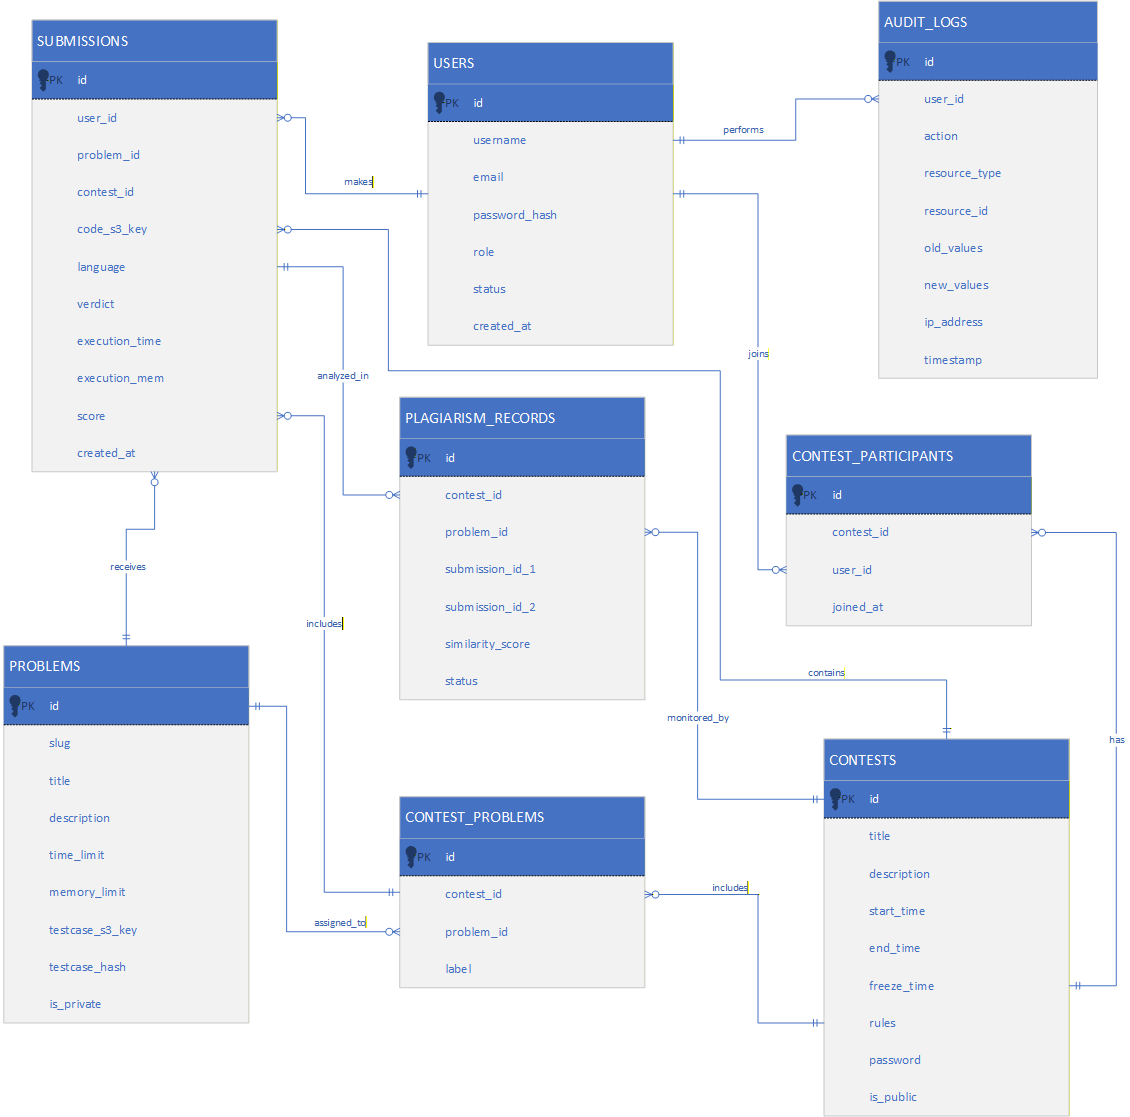 SUBMISSIONS
PK id
user_id
problem_id
contest_id
code_s3_key
language
verdict
execution_time
execution_mem
score
created_at
USERS
PK id
username
email
password_hash
role
status
created_at
AUDIT_LOGS
PK id
user_id
action
resource_type
resource_id
old_values
new_values
ip_address
timestamp
performs
makes
joins
analyzed_in
PLAGIARISM_RECORDS
PK id
contest_id
problem_id
submission_id_1
submission_id_2
similarity_score
status
CONTEST_PARTICIPANTS
PK id
contest_id
user_id
joined_at
receives
includes
contains
monitored_by
has
PROBLEMS
PK id
slug
title
description
time_limit
memory_limit
testcase_s3_key
testcase_hash
is_private
assigned_to
CONTEST_PROBLEMS
PK id
contest_id
problem_id
label
includes
CONTESTS
PK id
title
description
start_time
end_time
freeze_time
rules
password
is_public